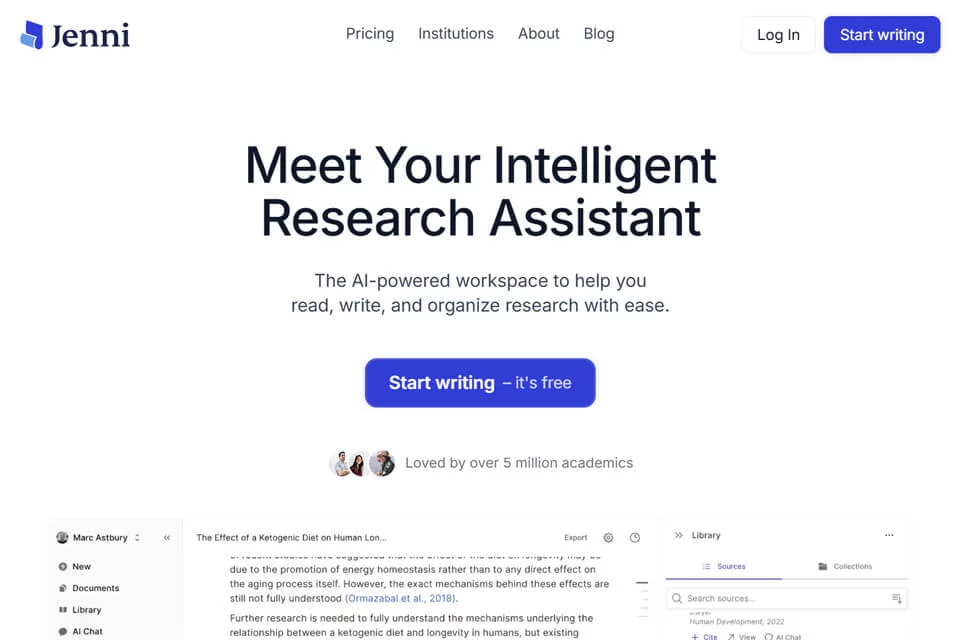 Jenni
Pricing Institutions About Blog
Log In
Start writing
Meet Your Intelligent
Research Assistant
The AI-powered workspace to help you
read, write, and organize research with ease.
Start writing – it's free
Loved by over 5 million academics
Marc Astbury
New
Documents
Library
AI Chat
The Effect of a Ketogenic Diet on Human Lon...
Export
due to the promotion of energy homeostasis rather than to any direct effect on
the aging process itself. However, the exact mechanisms behind these effects are
still not fully understood (Ormazabal et al., 2018).
Further research is needed to fully understand the mechanisms underlying the
relationship between a ketogenic diet and longevity in humans, but existing
Library
Sources
Collections
Search sources...
Human Development, 2022
Cite View AI Chat